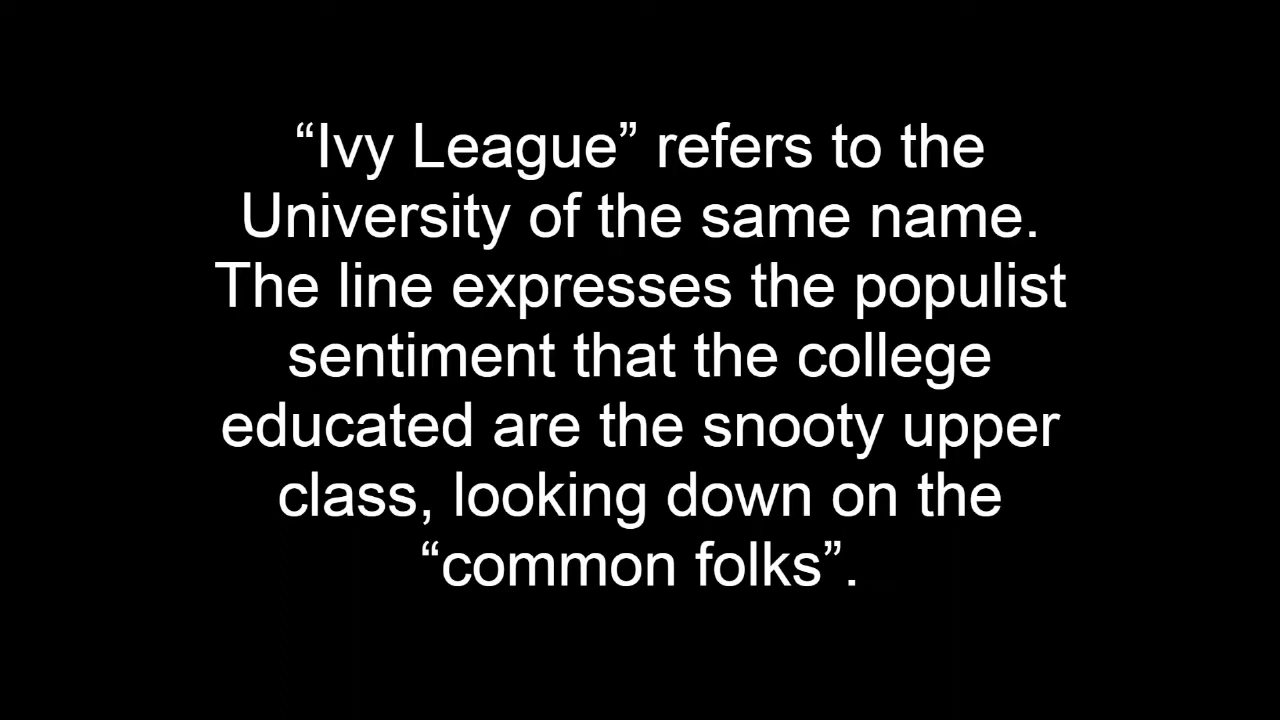 “Ivy League” refers to the
University of the same name.
The line expresses the populist
sentiment that the college
educated are the snooty upper
class, looking down on the
“common folks”.